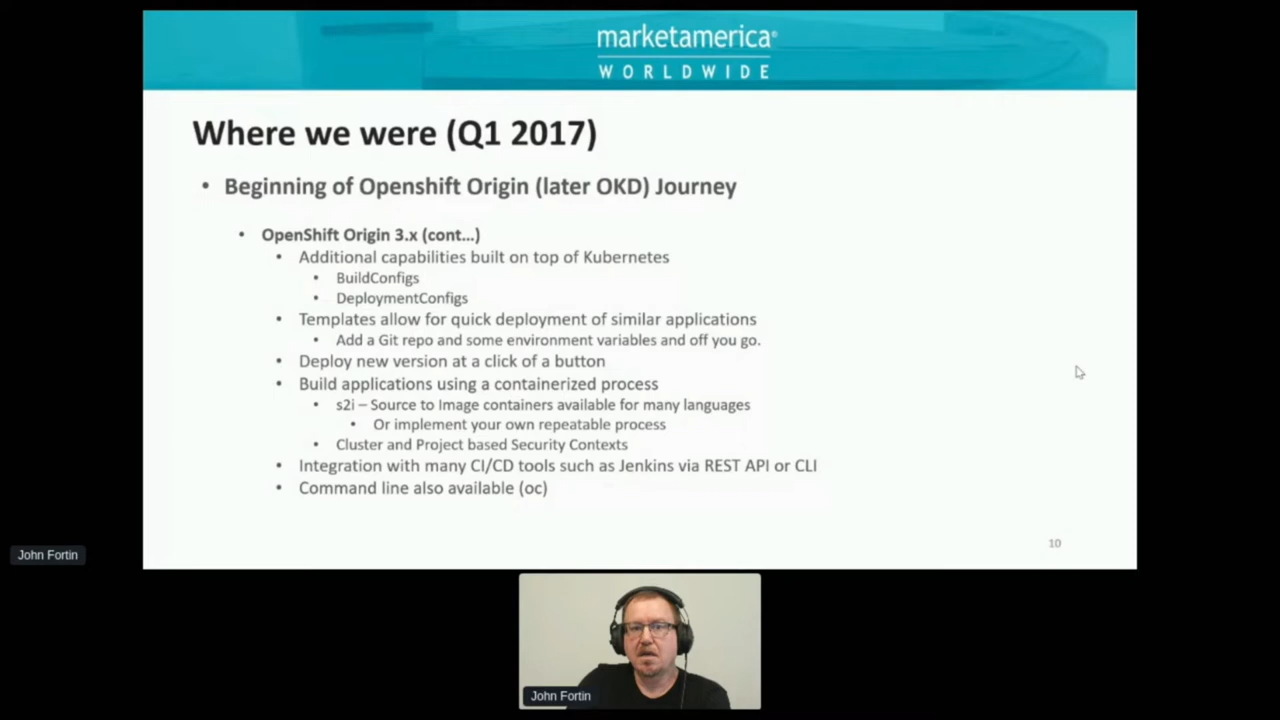 marketamerica®
WORLDWIDE
Where we were (Q1 2017)
• Beginning of Openshift Origin (later OKD) Journey
• OpenShift Origin 3.x (cont...)
• Additional capabilities built on top of Kubernetes
• BuildConfigs
• DeploymentConfigs
• Templates allow for quick deployment of similar applications
• Add a Git repo and some environment variables and off you go.
• Deploy new version at a click of a button
• Build applications using a containerized process
• s2i – Source to Image containers available for many languages
• Or implement your own repeatable process
• Cluster and Project based Security Contexts
• Integration with many CI/CD tools such as Jenkins via REST API or CLI
• Command line also available (oc)
10
John Fortin
John Fortin